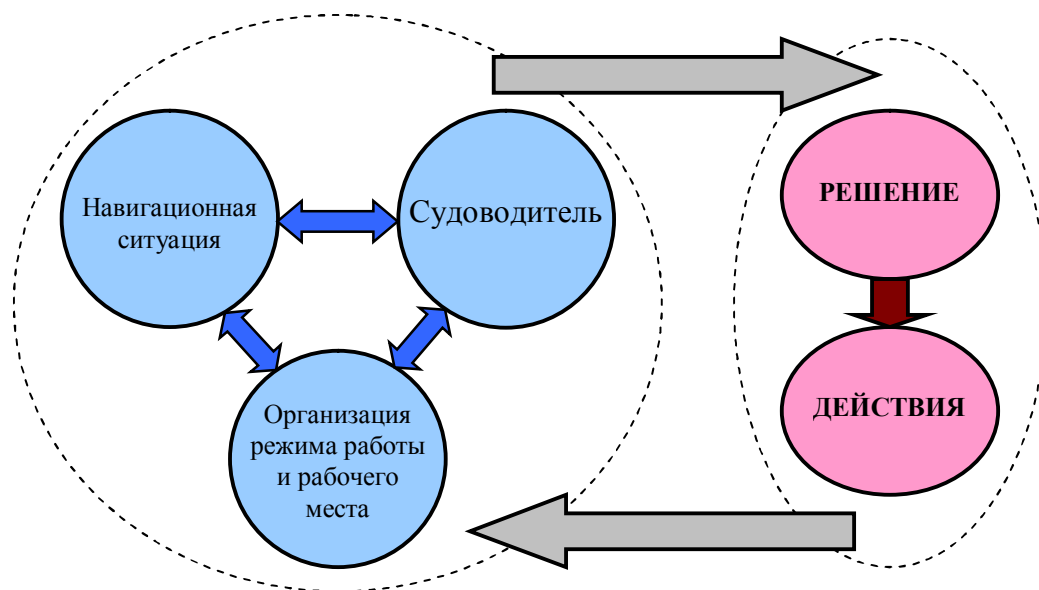 Навигационная
ситуация
Судоводитель
Организация
режима работы
и рабочего
места
РЕШЕНИЕ
ДЕЙСТВИЯ